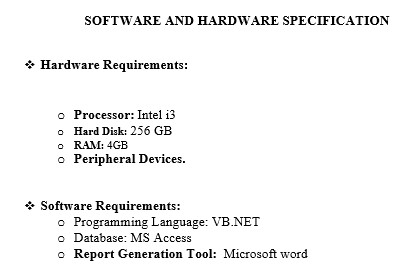 SOFTWARE AND HARDWARE SPECIFICATION
❖ Hardware Requirements:
o Processor: Intel i3
o Hard Disk: 256 GB
o RAM: 4GB
o Peripheral Devices.
❖ Software Requirements:
o Programming Language: VB.NET
o Database: MS Access
o Report Generation Tool: Microsoft word